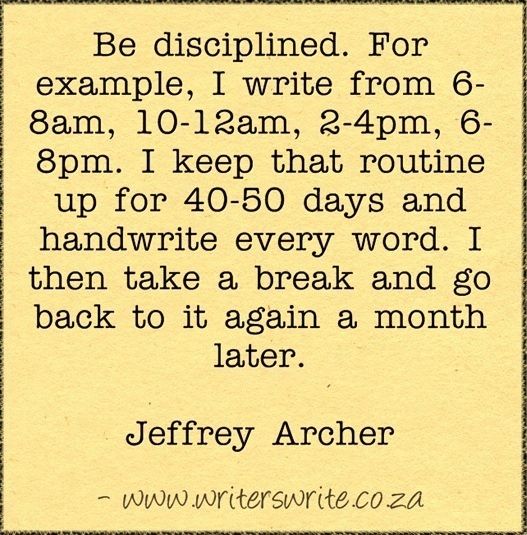 Be disciplined. For
example, I write from 6-
8am, 10-12am, 2-4pm, 6-
8pm. I keep that routine
up for 40-50 days and
handwrite every word. I
then take a break and go
back to it again a month
later.
Jeffrey Archer
- www.writerswrite.co.za